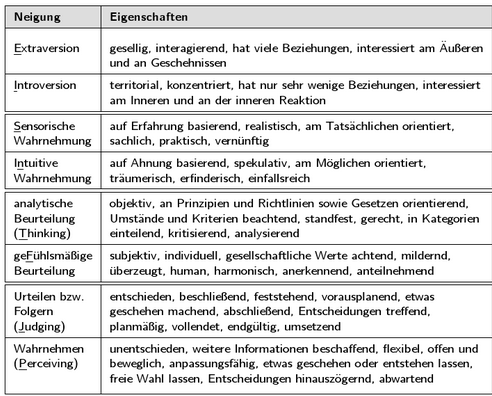 Neigung Eigenschaften
Extraversion gesellig, interagierend, hat viele Beziehungen, interessiert am Äußeren
und an Geschehnissen
Introversion territorial, konzentriert, hat nur sehr wenige Beziehungen, interessiert
am Inneren und an der inneren Reaktion
Sensorische auf Erfahrung basierend, realistisch, am Tatsächlichen orientiert,
Wahrnehmung sachlich, praktisch, vernünftig
Intuitive auf Ahnung basierend, spekulativ, am Möglichen orientiert,
Wahrnehmung träumerisch, erfinderisch, einfallsreich
analytische objektiv, an Prinzipien und Richtlinien sowie Gesetzen orientierend,
Beurteilung Umstände und Kriterien beachtend, standfest, gerecht, in Kategorien
(Thinking) einteilend, kritisierend, analysierend
geFühlsmäßige subjektiv, individuell, gesellschaftliche Werte achtend, mildernd,
Beurteilung überzeugt, human, harmonisch, anerkennend, anteilnehmend
Urteilen bzw. entschieden, beschließend, feststehend, vorausplanend, etwas
Folgern geschehen machend, abschließend, Entscheidungen treffend,
(Judging) planmäßig, vollendet, endgültig, umsetzend
Wahrnehmen unentschieden, weitere Informationen beschaffend, flexibel, offen und
(Perceiving) beweglich, anpassungsfähig, etwas geschehen oder entstehen lassen,
freie Wahl lassen, Entscheidungen hinauszögernd, abwartend